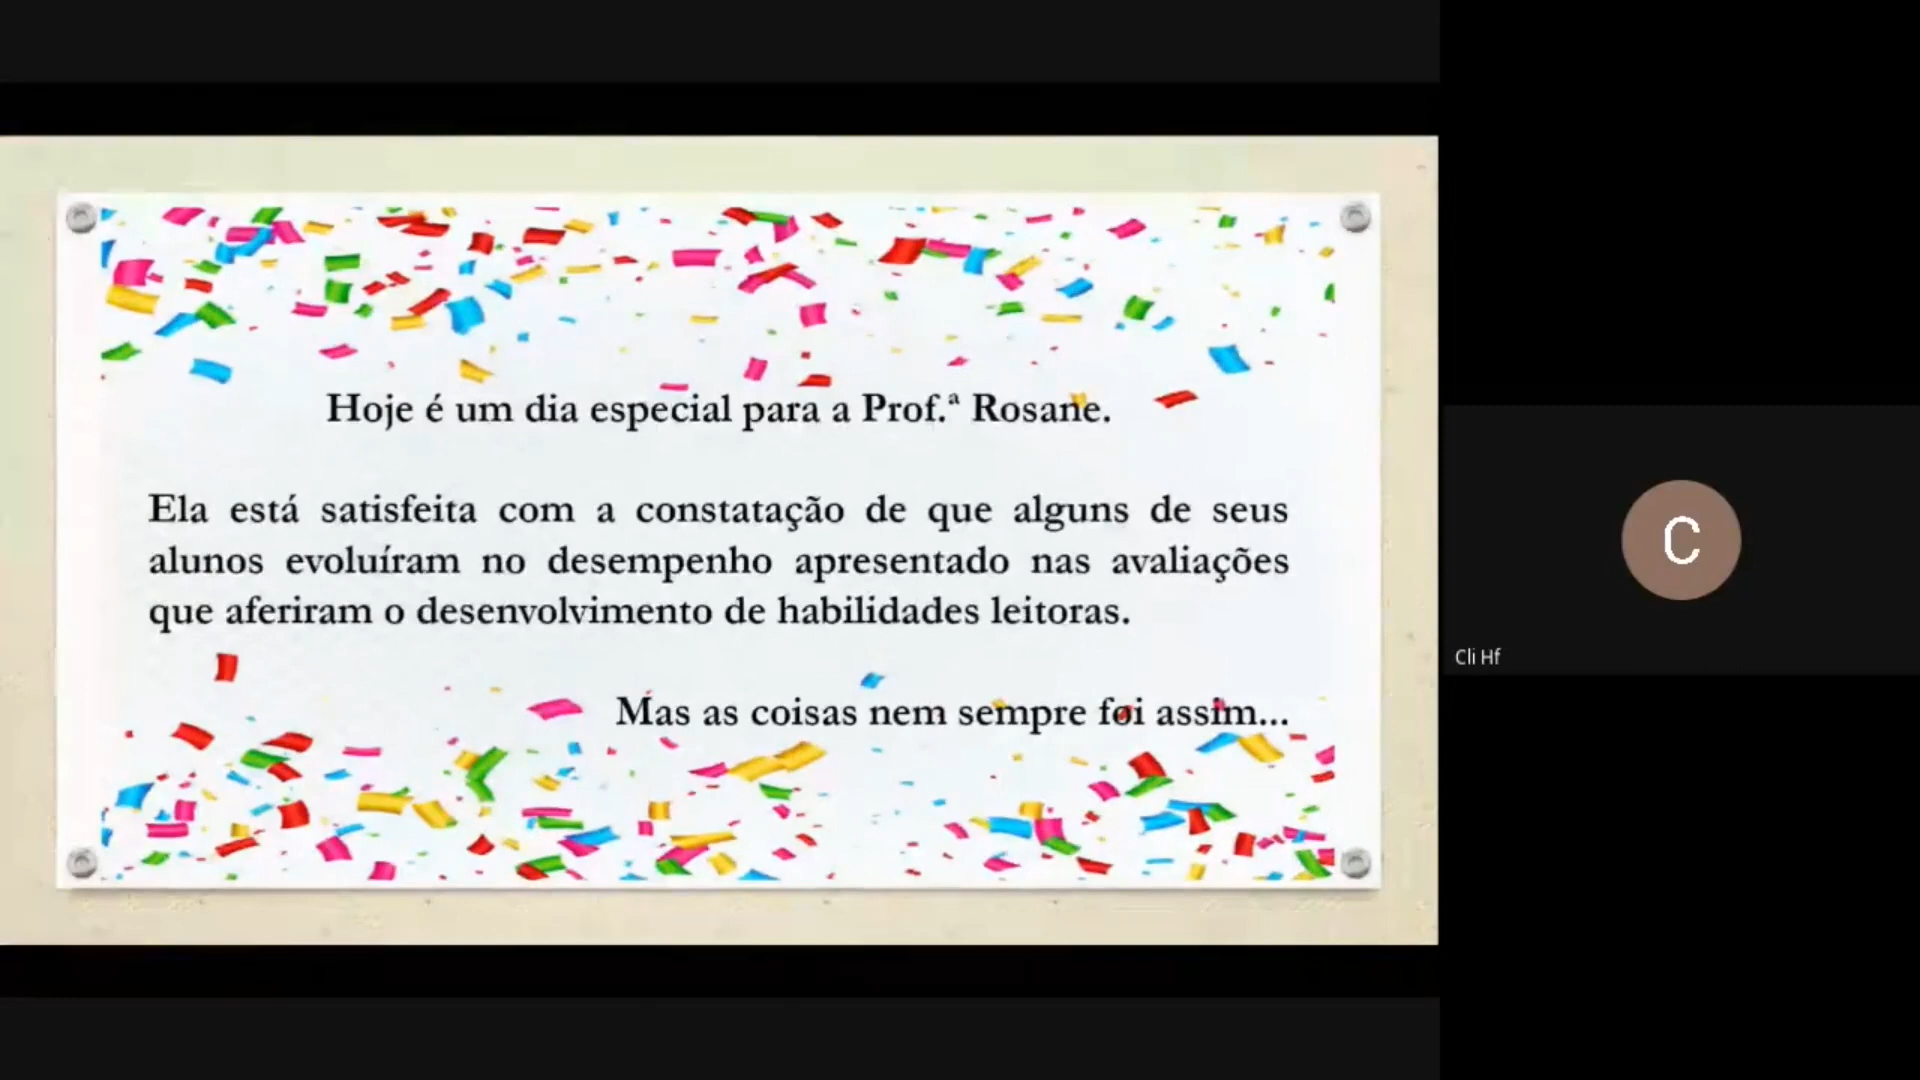 Hoje é um dia especial para a Prof.ª Rosane.
Ela está satisfeita com a constatação de que alguns de seus
alunos evoluíram no desempenho apresentado nas avaliações
que aferiram o desenvolvimento de habilidades leitoras.
Mas as coisas nem sempre foi assim...
C
Cli Hf